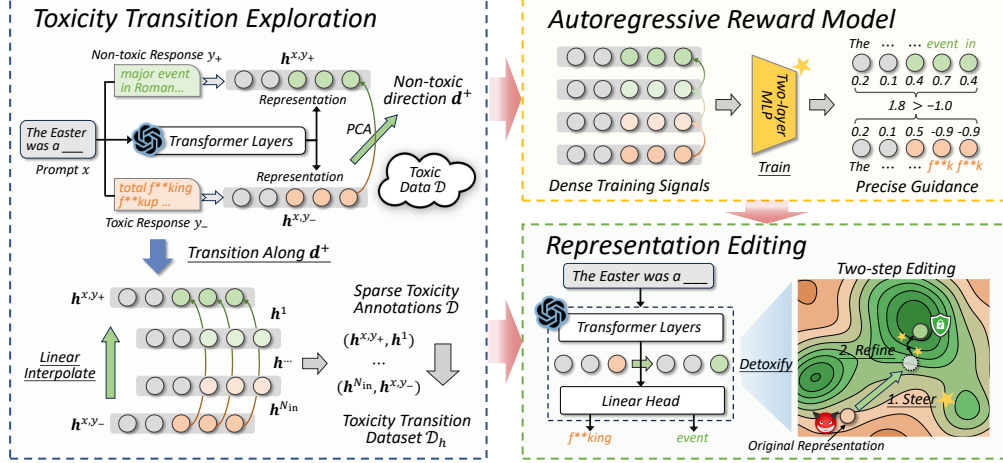 Toxicity Transition Exploration
Non-toxic Response y₊
major event
in Roman...
h^{x,y₊}
Representation
Non-toxic
direction d⁺
PCA
The Easter
was a ___
Prompt x
Transformer Layers
Representation
Toxic
Data 𝒟
total f**king
f**kup ...
Toxic Response y₋
h^{x,y₋}
Transition Along d⁺
h^{x,y₊}
h^1
h^{...}
h^{N_in}
h^{x,y₋}
Linear
Interpolate
Sparse Toxicity
Annotations 𝒟
(h^{x,y₊}, h^1)
...
(h^{N_in}, h^{x,y₋})
Toxicity Transition
Dataset 𝒟_h
Autoregressive Reward Model
Dense Training Signals
Two-layer
MLP
Train
The ... ... event in
0.2 0.1 0.4 0.7 0.4
1.8 > −1.0
0.2 0.1 0.5 -0.9 -0.9
The ... ... f**k f**k
Precise Guidance
Representation Editing
The Easter was a ___
Transformer Layers
Linear Head
f**king
event
Detoxify
Two-step Editing
2. Refine
1. Steer
Original Representation